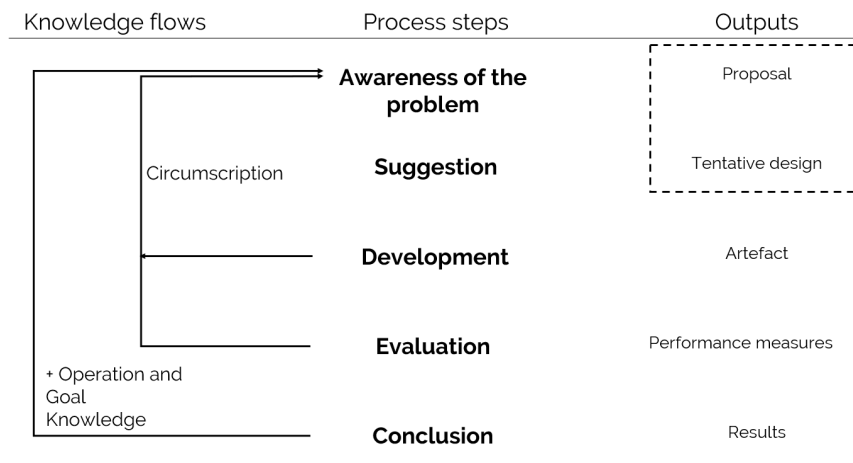 Knowledge flows
Process steps
Outputs
Awareness of the
problem
Proposal
Circumscription
Suggestion
Tentative design
Development
Artefact
Evaluation
Performance measures
+ Operation and
Goal
Knowledge
Conclusion
Results